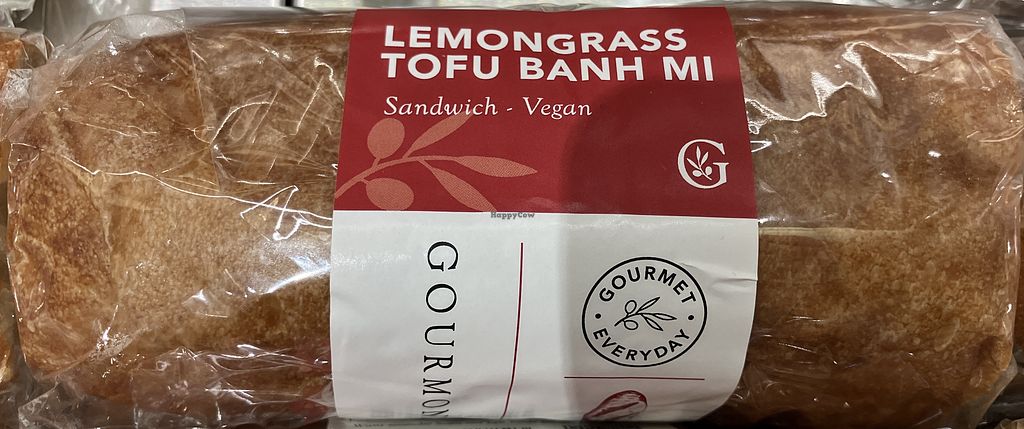 LEMONGRASS
TOFU BANH MI
Sandwich - Vegan
G
HappyCow
GOURMET
EVERYDAY